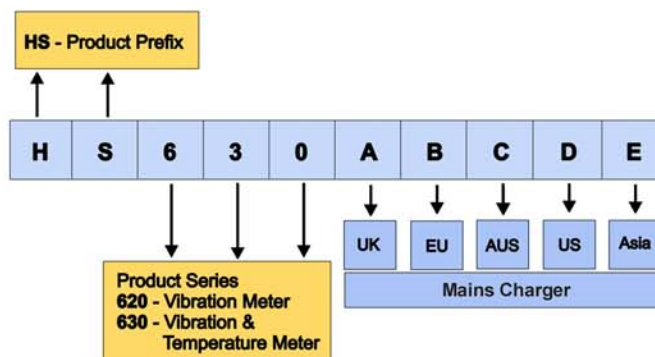 HS - Product Prefix
H S 6 3 0 A B C D E
UK EU AUS US Asia
Mains Charger
Product Series
620 - Vibration Meter
630 - Vibration &
Temperature Meter